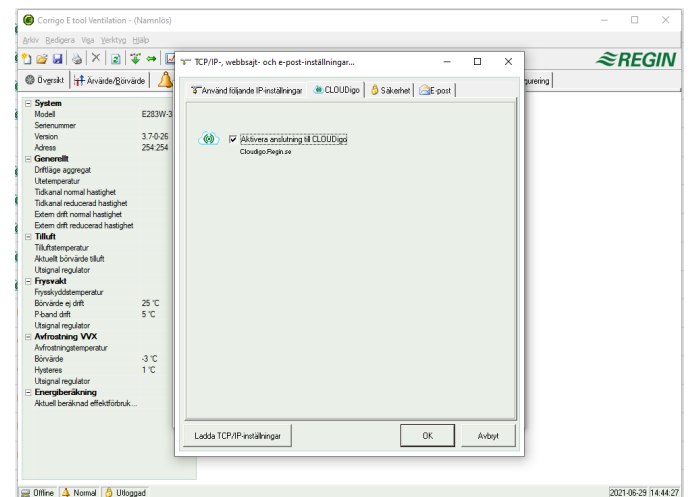 Corrigo E tool Ventilation - (Namnlös)
Arkiv Redigera Visa Verktyg Hjälp
REGIN
Översikt Ärvärde/Börvärde
gurering
System
Modell E283W-3
Serienummer
Version 3.7-0-26
Adress 254:254
Generellt
Driftläge aggregat
Utetemperatur
Tidkanal normal hastighet
Tidkanal reducerad hastighet
Extern drift normal hastighet
Extern drift reducerad hastighet
Tilluft
Tilluftstemperatur
Aktuellt börvärde tilluft
Utsignal regulator
Frysvakt
Frysskyddstemperatur
Börvärde ej drift 25 °C
P-band drift 5 °C
Utsignal regulator
Avfrostning VVX
Avfrostningstemperatur
Börvärde -3 °C
Hysteres 1 °C
Utsignal regulator
Energiberäkning
Aktuell beräknad effektförbruk...
TCP/IP-, webbsajt- och e-post-inställningar...
Använd följande IP-inställningar CLOUDigo Säkerhet E-post
Aktivera anslutning till CLOUDigo
Cloudigo.Regin.se
Ladda TCP/IP-inställningar OK Avbryt
Offline Normal Utloggad 2021-06-29 14:44:27